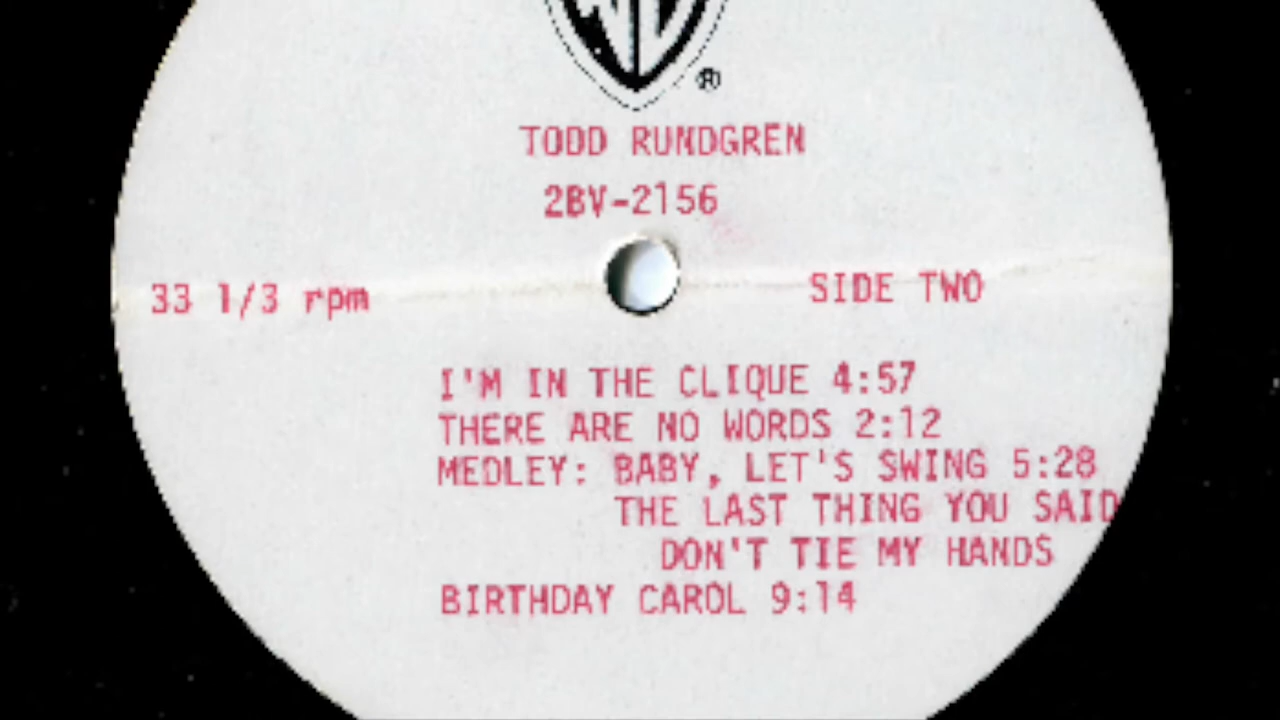 ®
TODD RUNDGREN
2BV-2156
33 1/3 rpm
SIDE TWO
I'M IN THE CLIQUE 4:57
THERE ARE NO WORDS 2:12
MEDLEY: BABY, LET'S SWING 5:28
THE LAST THING YOU SAID
DON'T TIE MY HANDS
BIRTHDAY CAROL 9:14